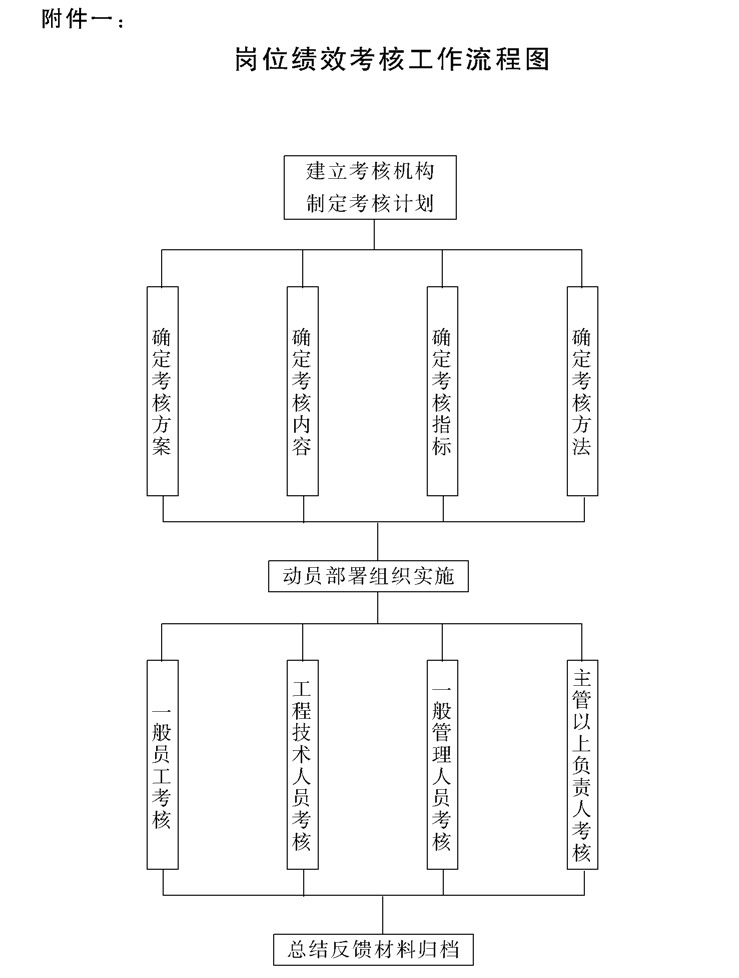 附件一：
岗位绩效考核工作流程图
建立考核机构
制定考核计划
确定考核方案
确定考核内容
确定考核指标
确定考核方法
动员部署组织实施
一般员工考核
工程技术人员考核
一般管理人员考核
主管以上负责人考核
总结反馈材料归档